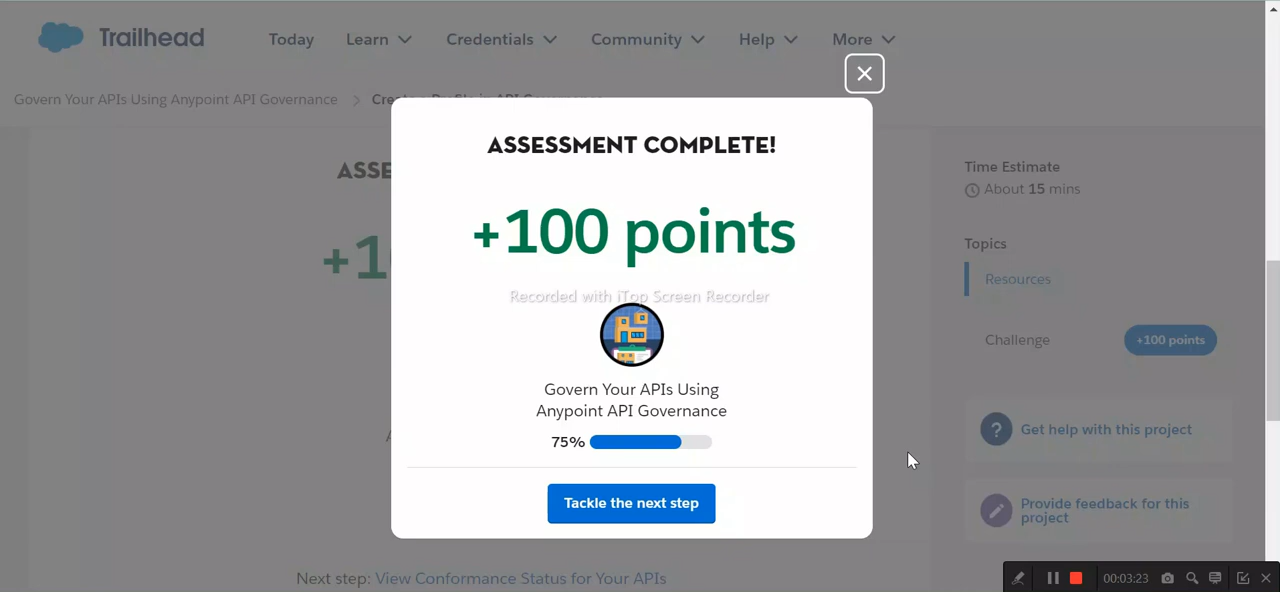 Trailhead
Today Learn Credentials Community Help More
Govern Your APIs Using Anypoint API Governance
ASSESSMENT COMPLETE!
+100 points
Recorded with iTop Screen Recorder
Govern Your APIs Using
Anypoint API Governance
75%
Tackle the next step
Time Estimate
About 15 mins
Topics
Resources
Challenge +100 points
Get help with this project
Provide feedback for this
project
Next step: View Conformance Status for Your APIs
00:03:23